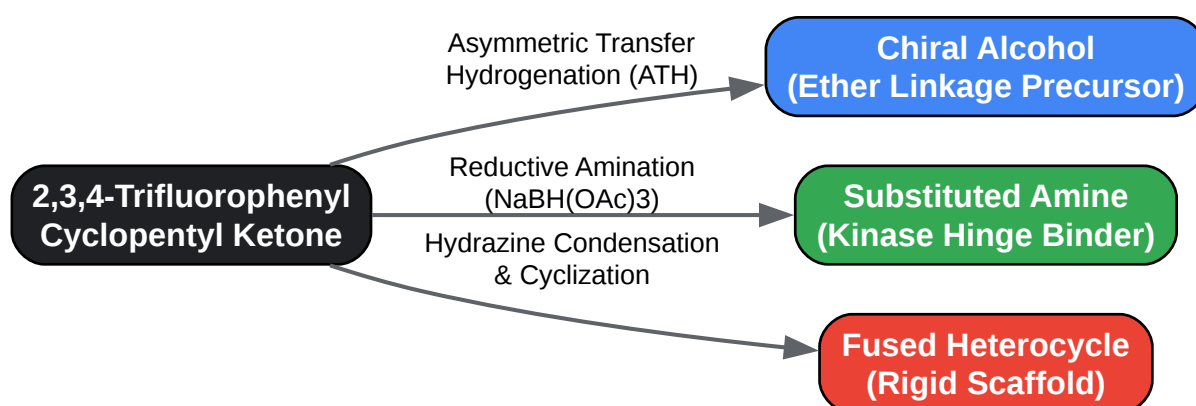 Asymmetric Transfer
Hydrogenation (ATH)
Chiral Alcohol
(Ether Linkage Precursor)
2,3,4-Trifluorophenyl
Cyclopentyl Ketone
Reductive Amination
(NaBH(OAc)3)
Substituted Amine
(Kinase Hinge Binder)
Hydrazine Condensation
& Cyclization
Fused Heterocycle
(Rigid Scaffold)